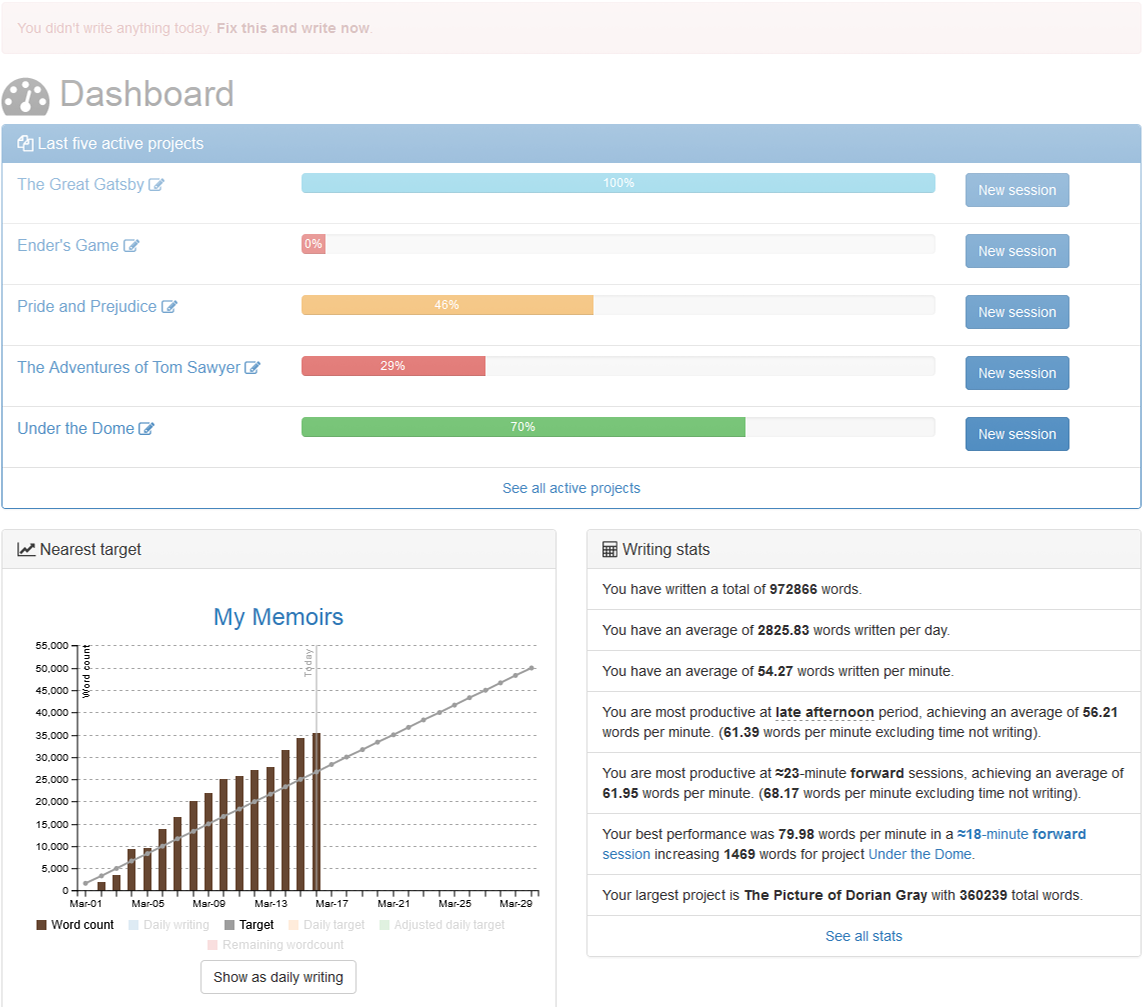 You didn't write anything today. Fix this and write now.
Dashboard
Last five active projects
The Great Gatsby 100% New session
Ender's Game 0% New session
Pride and Prejudice 46% New session
The Adventures of Tom Sawyer 29% New session
Under the Dome 70% New session
See all active projects
Nearest target
My Memoirs
55,000
50,000
45,000
40,000
35,000
30,000
25,000
20,000
15,000
10,000
5,000
0
Word count
Today
Mar-01 Mar-05 Mar-09 Mar-13 Mar-17 Mar-21 Mar-25 Mar-29
Word count Daily writing Target Daily target Adjusted daily target
Remaining wordcount
Show as daily writing
Writing stats
You have written a total of 972866 words.
You have an average of 2825.83 words written per day.
You have an average of 54.27 words written per minute.
You are most productive at late afternoon period, achieving an average of 56.21
words per minute. (61.39 words per minute excluding time not writing).
You are most productive at ≈23-minute forward sessions, achieving an average of
61.95 words per minute. (68.17 words per minute excluding time not writing).
Your best performance was 79.98 words per minute in a ≈18-minute forward
session increasing 1469 words for project Under the Dome.
Your largest project is The Picture of Dorian Gray with 360239 total words.
See all stats